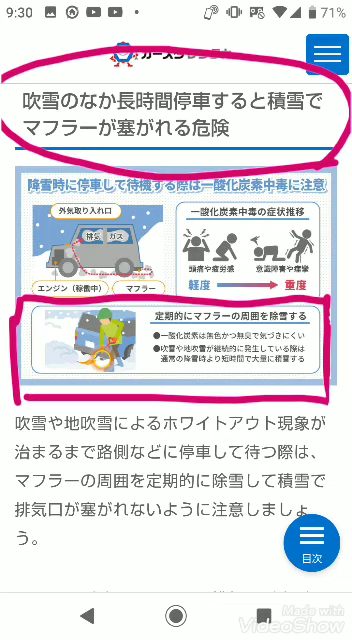 9:30
71%
カーズクランク
吹雪のなか長時間停車すると積雪で
マフラーが塞がれる危険
降雪時に停車して待機する際は一酸化炭素中毒に注意
外気取り入れ口
排気 ガス
エンジン（稼働中）
マフラー
一酸化炭素中毒の症状推移
頭痛や疲労感
意識障害や痙攣
軽度
重度
定期的にマフラーの周囲を除雪する
●一酸化炭素は無色かつ無臭で気づきにくい
●吹雪や地吹雪が継続的に発生している際は
通常の降雪時より短時間で大量に積雪する
吹雪や地吹雪によるホワイトアウト現象が
治まるまで路側などに停車して待つ際は、
マフラーの周囲を定期的に除雪して積雪で
排気口が塞がれないように注意しましょ
う。
目次
Made with
VideoShow